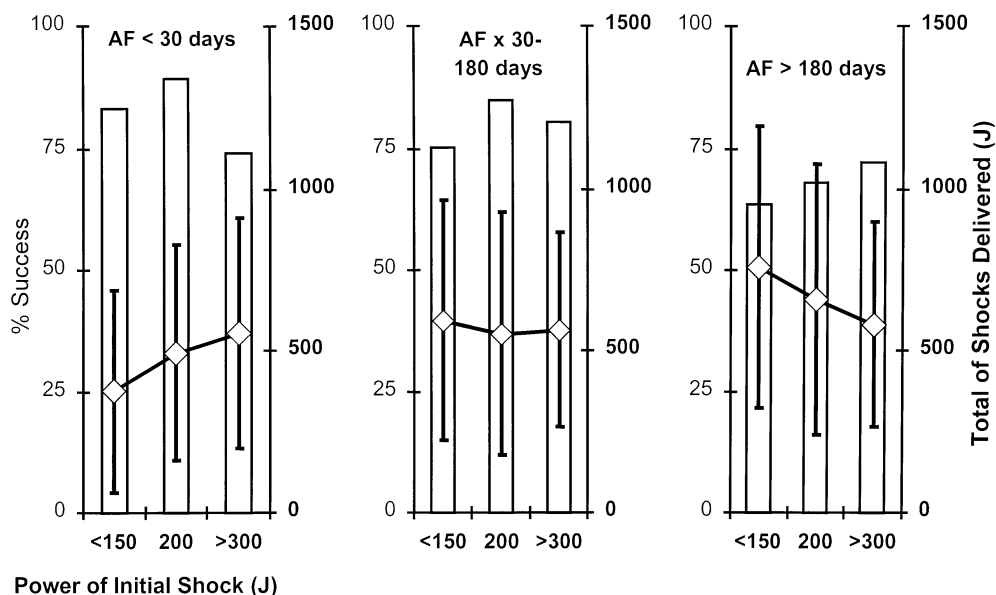 AF < 30 days
AF x 30-
180 days
AF > 180 days
100
75
50
25
0
1500
1000
500
0
100
75
50
25
0
1500
1000
500
0
100
75
50
25
0
1500
1000
500
0
% Success
Total of Shocks Delivered (J)
<150 200 >300
<150 200 >300
<150 200 >300
Power of Initial Shock (J)